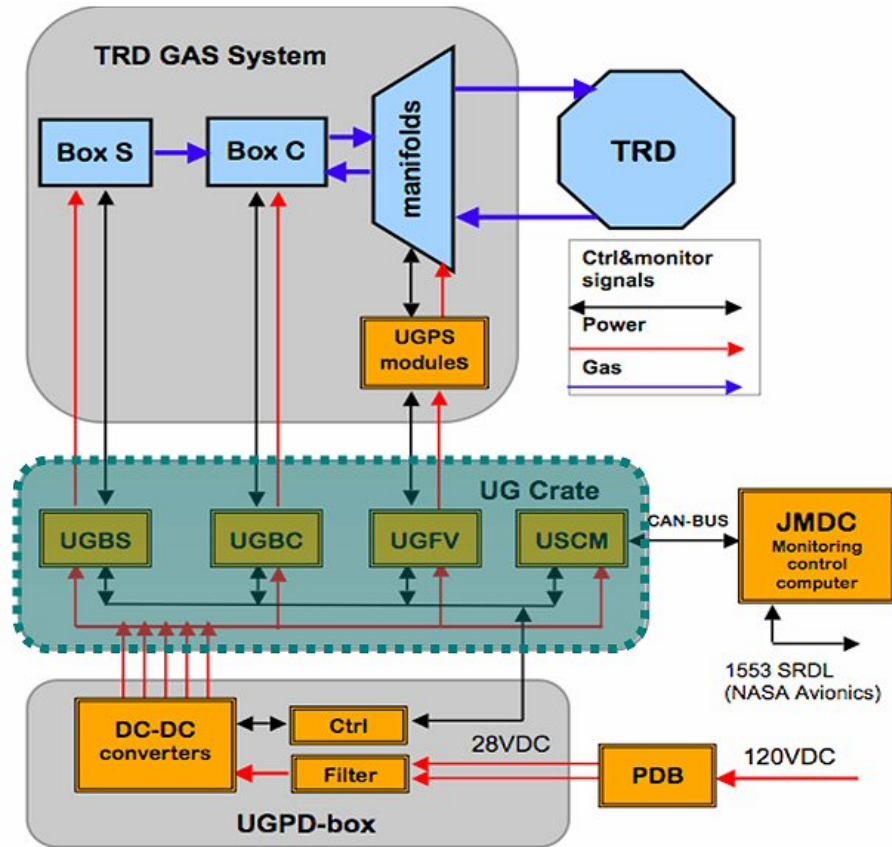 TRD GAS System
Box S
Box C
manifolds
TRD
Ctrl&monitor
signals
Power
Gas
UGPS
modules
UG Crate
UGBS
UGBC
UGFV
USCM
CAN-BUS
JMDC
Monitoring
control
computer
1553 SRDL
(NASA Avionics)
DC-DC
converters
Ctrl
Filter
28VDC
PDB
120VDC
UGPD-box